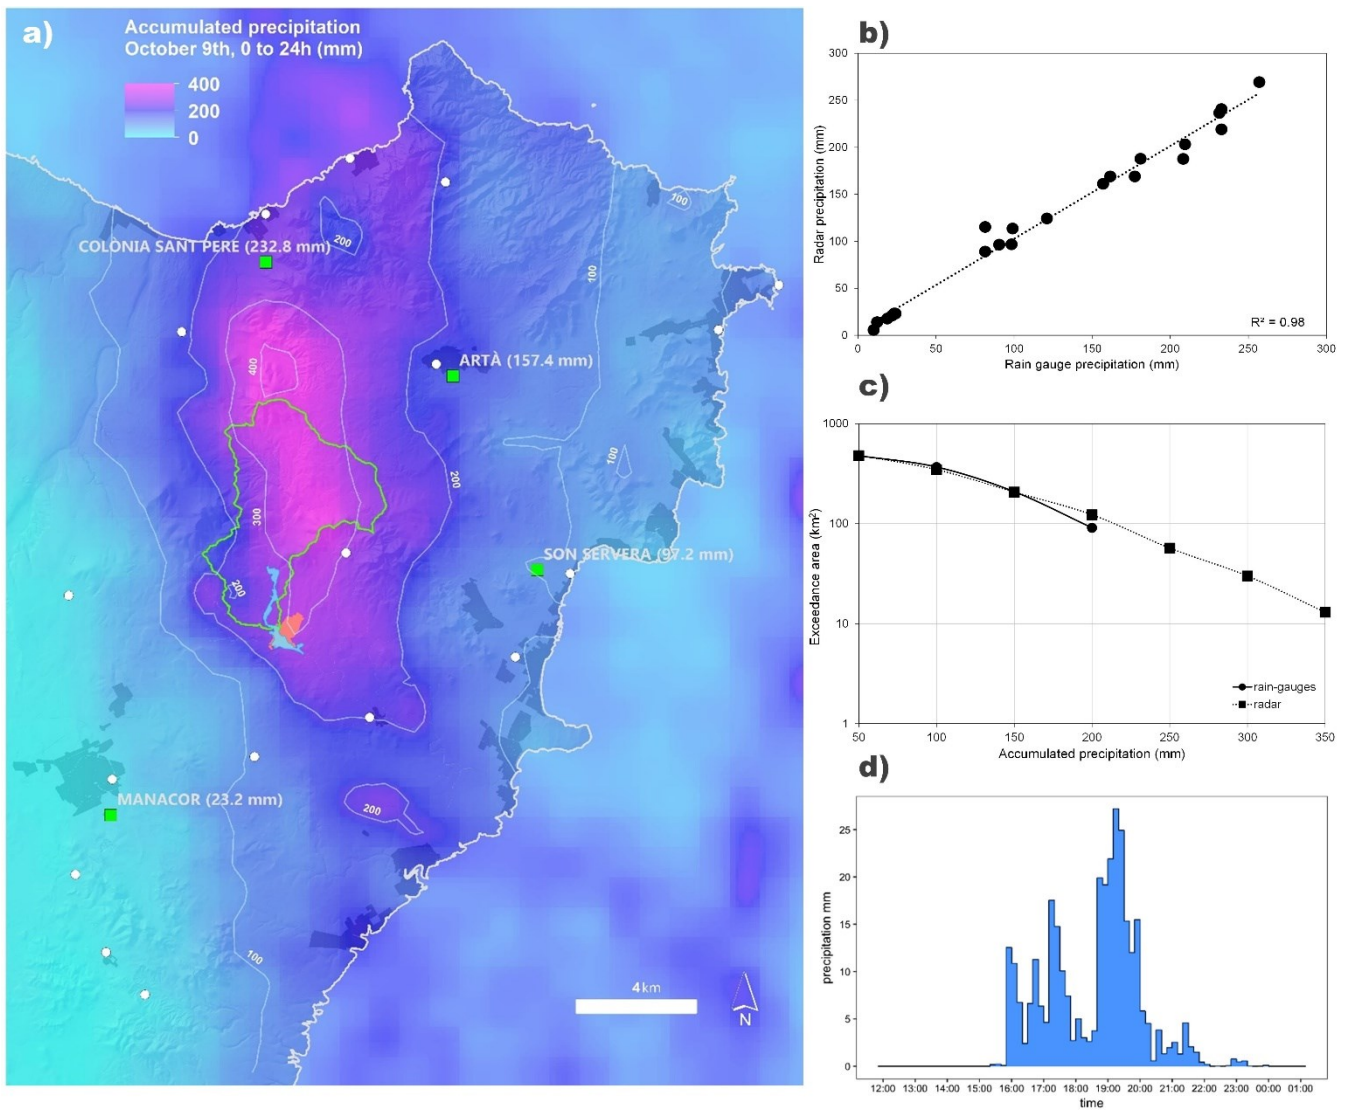 a)
Accumulated precipitation
October 9th, 0 to 24h (mm)
400
200
0
100
200
COLÒNIA SANT PERE (232.8 mm)
100
ARTÀ (157.4 mm)
400
100
200
300
SON SERVERA (97.2 mm)
200
MANACOR (23.2 mm)
200
100
4 km
N
b)
300
250
200
150
100
50
0
Radar precipitation (mm)
R² = 0.98
0 50 100 150 200 250 300
Rain gauge precipitation (mm)
c)
1000
100
10
1
Exceedance area (km²)
rain-gauges
radar
50 100 150 200 250 300 350
Accumulated precipitation (mm)
d)
25
20
15
10
5
0
precipitation mm
12:00 13:00 14:00 15:00 16:00 17:00 18:00 19:00 20:00 21:00 22:00 23:00 00:00 01:00
time